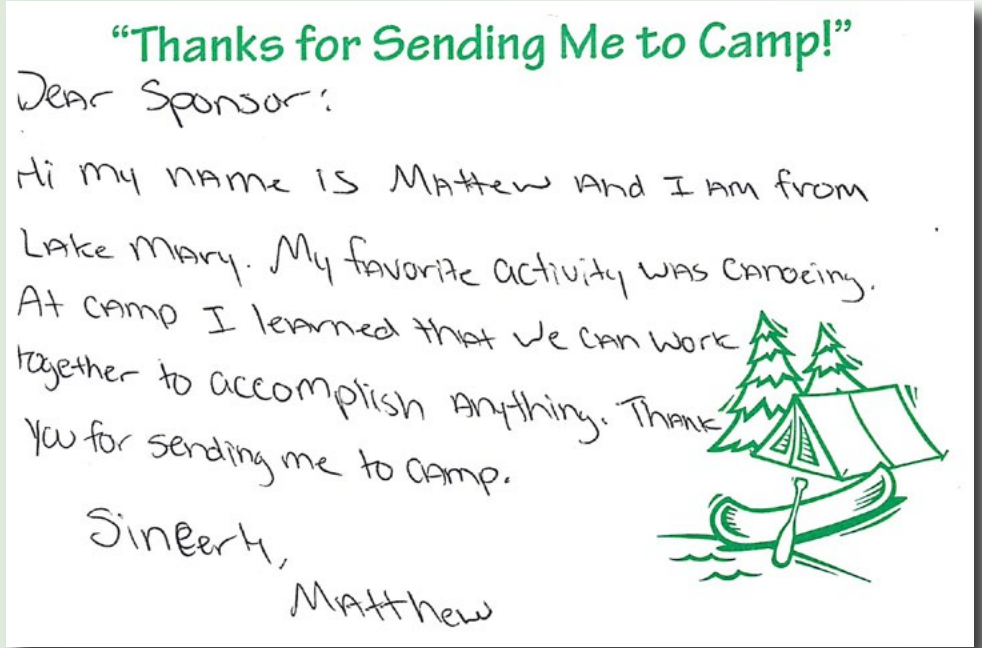 “Thanks for Sending Me to Camp!”
Dear Sponsor:
Hi my name is Mattew And I Am from
Lake Mary. My favorite activity was Canoeing.
At camp I learned that we can work
together to accomplish Anything. Thank
you for sending me to camp.
Sincerly,
Matthew